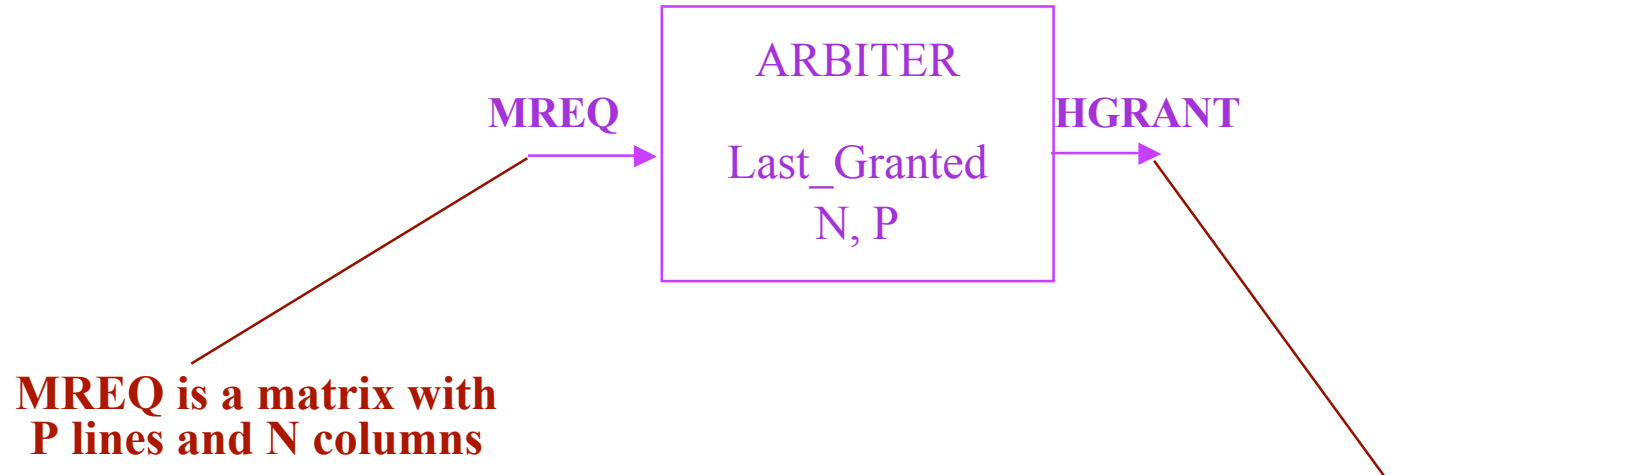 ARBITER
MREQ
HGRANT
Last_Granted
N, P
MREQ is a matrix with
P lines and N columns